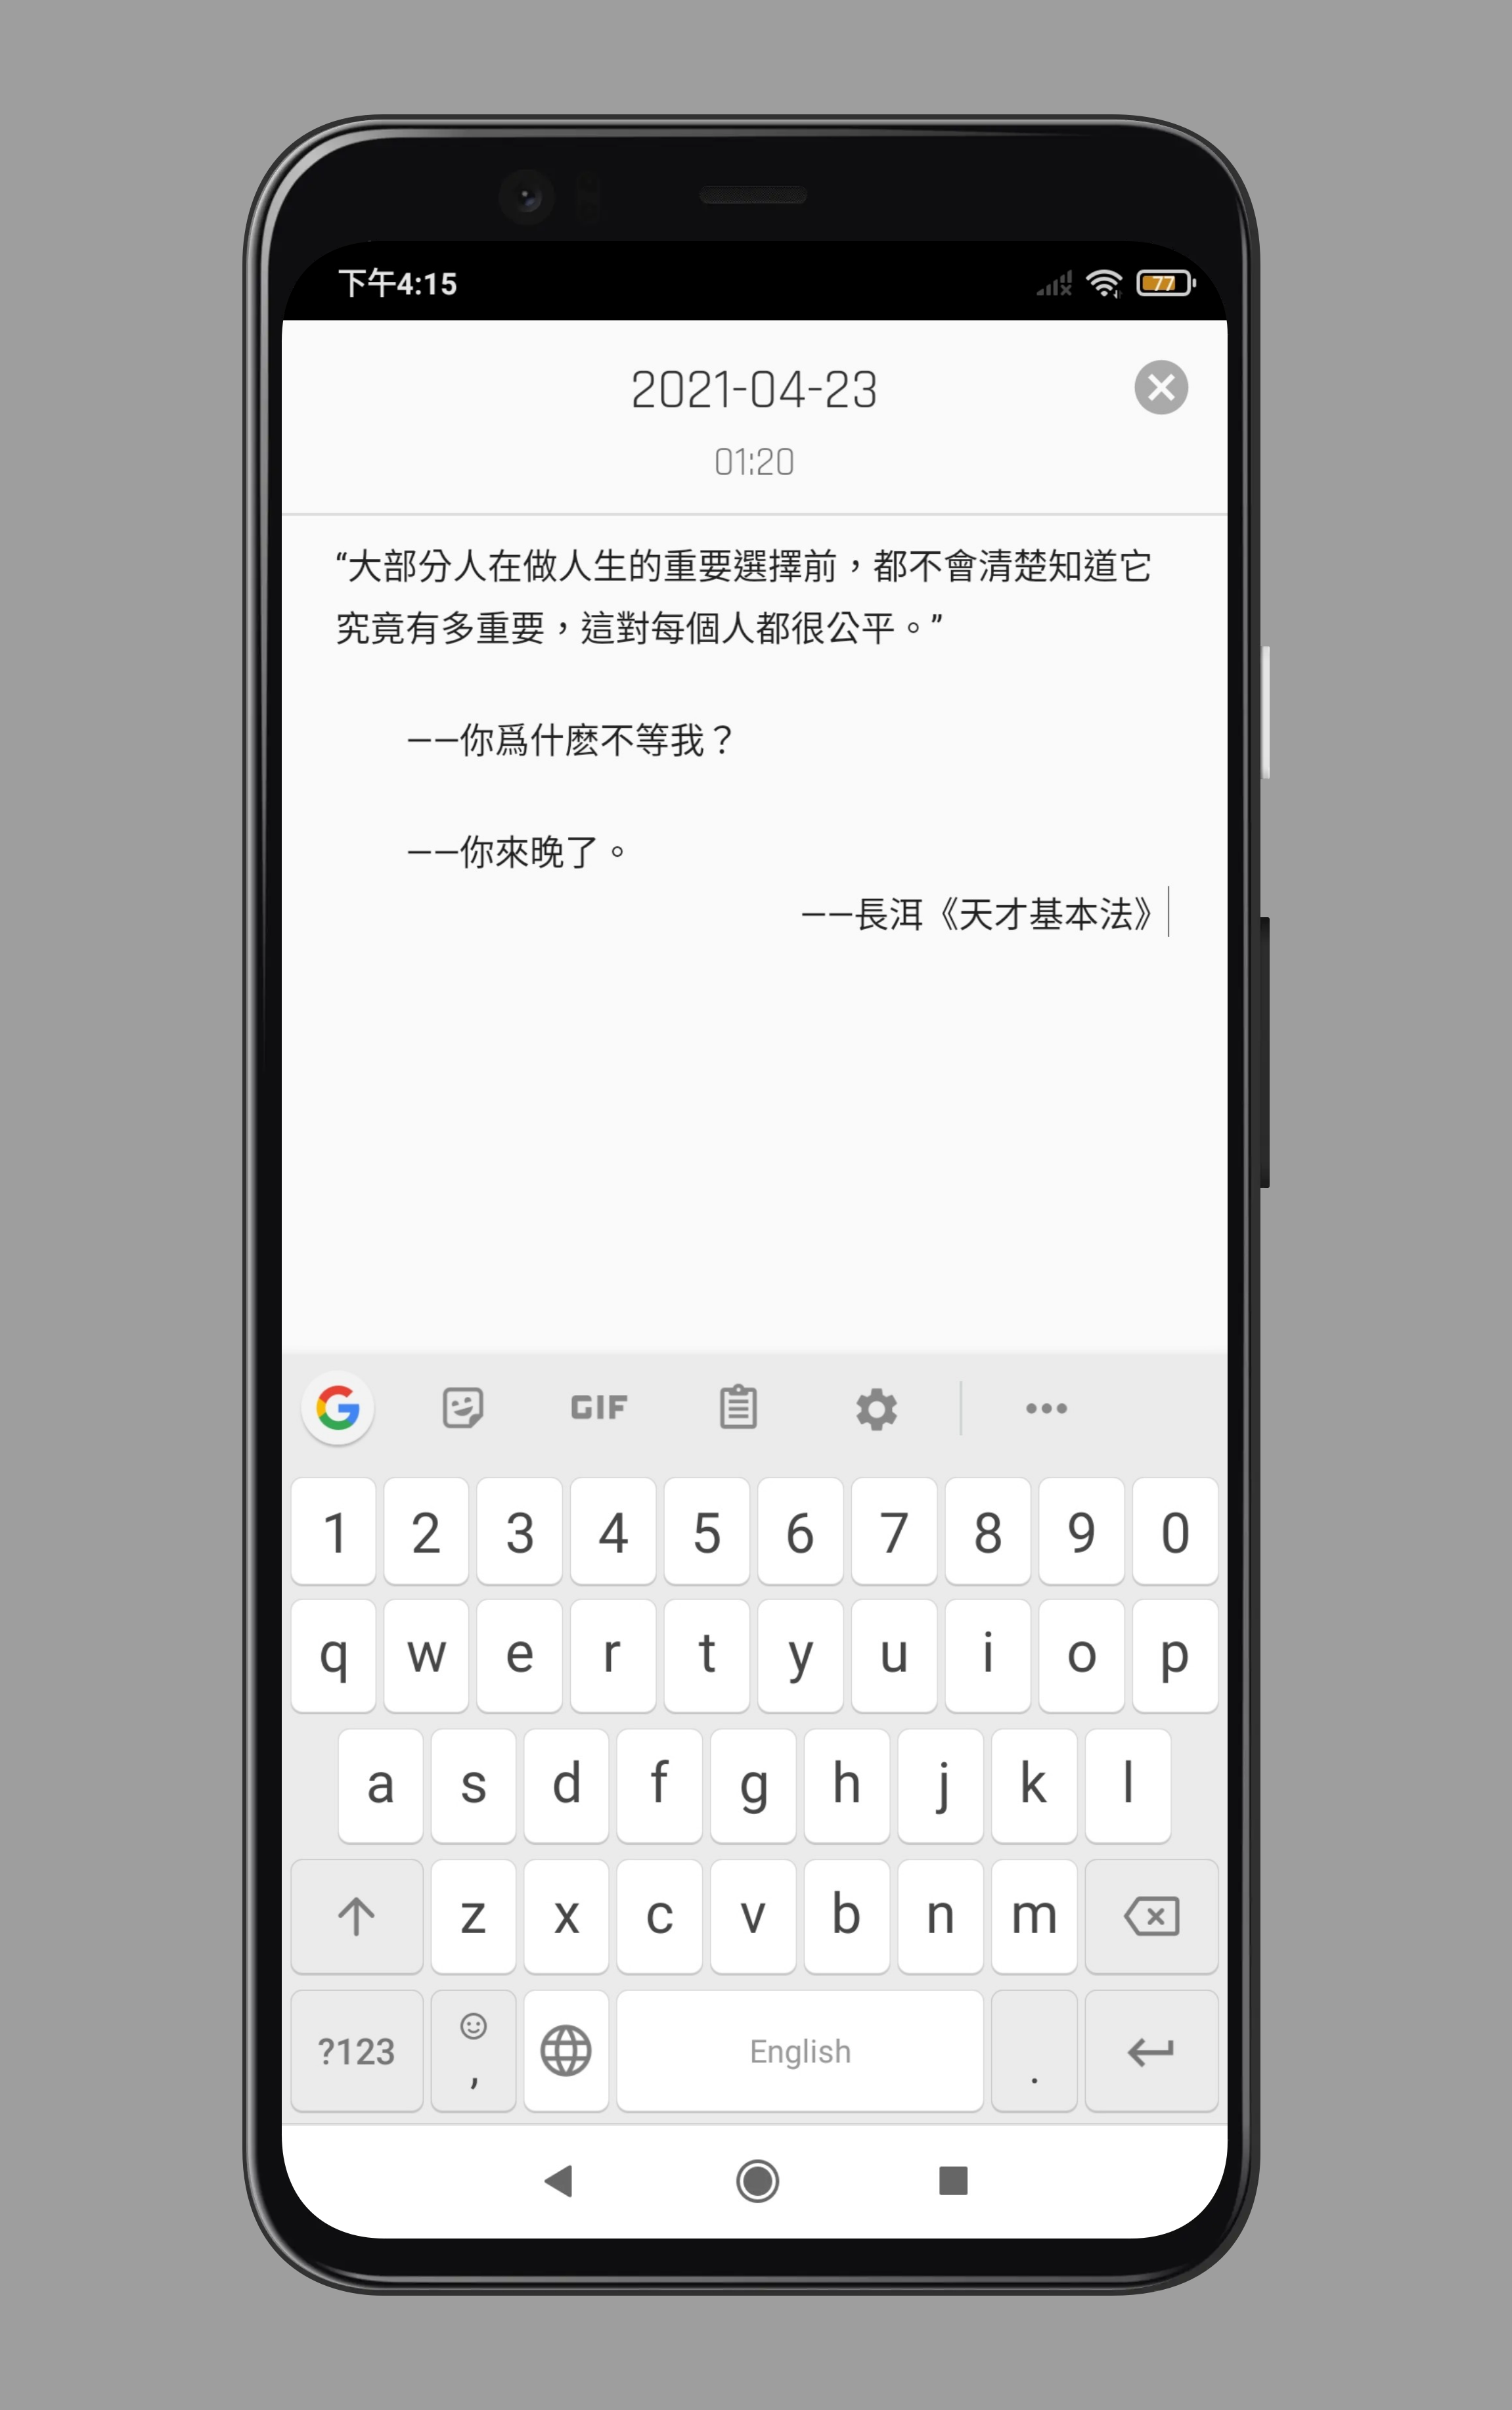 下午4:15
77
2021-04-23
01:20
“大部分人在做人生的重要選擇前，都不會清楚知道它
究竟有多重要，這對每個人都很公平。”
——你爲什麽不等我？
——你來晚了。
——長洱《天才基本法》
G GIF
1 2 3 4 5 6 7 8 9 0
q w e r t y u i o p
a s d f g h j k l
z x c v b n m
?123 , English .